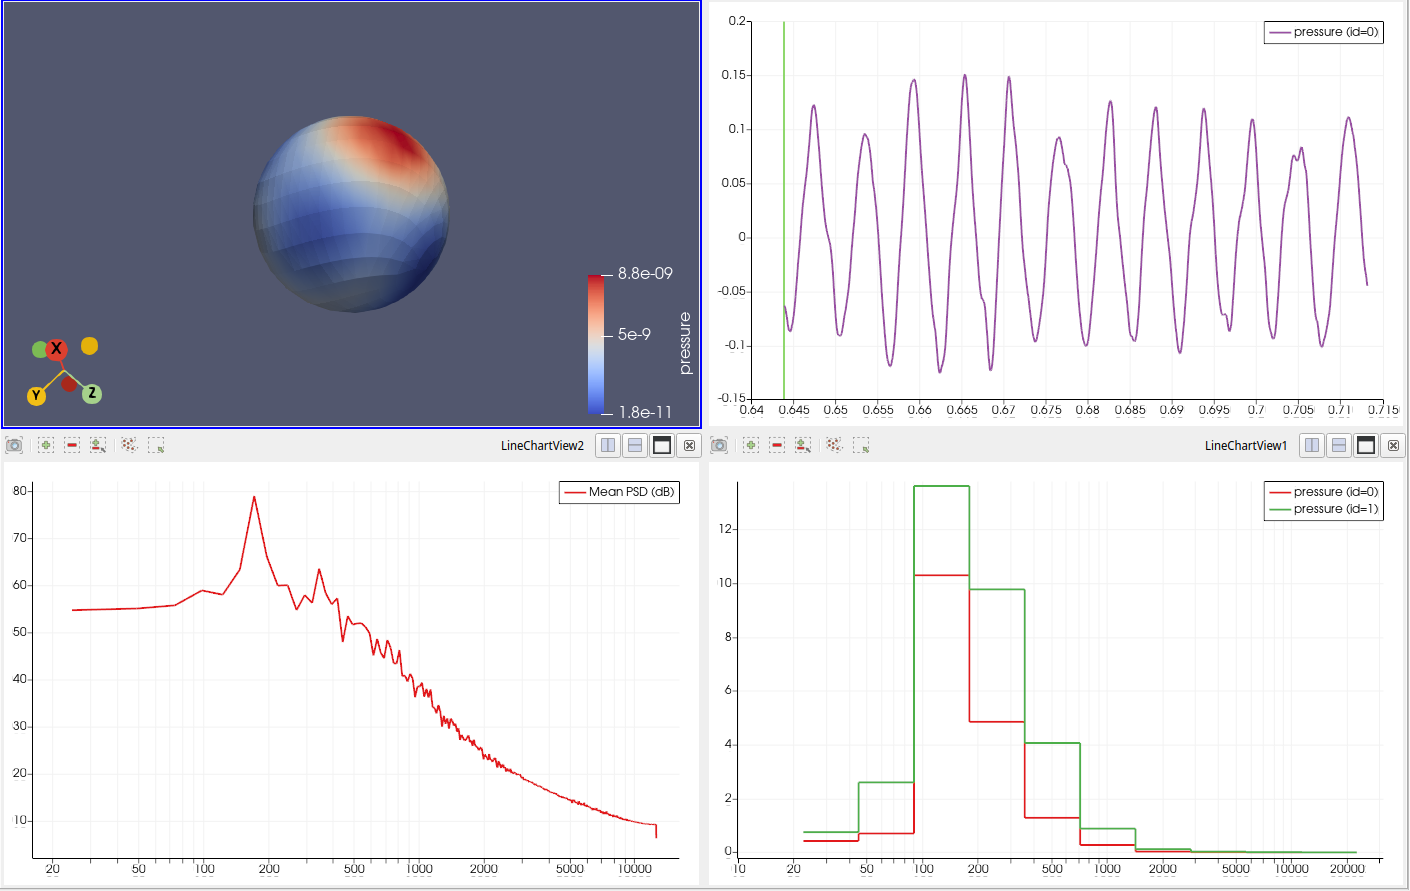 8.8e-09
5e-9
1.8e-11
pressure
X
Y
Z
pressure (id=0)
0.2
0.15
0.1
0.05
0
-0.05
-0.1
-0.15
0.64 0.645 0.65 0.655 0.66 0.665 0.67 0.675 0.68 0.685 0.69 0.695 0.7 0.705 0.71 0.715
LineChartView2
LineChartView1
Mean PSD (dB)
80
70
60
50
40
30
20
10
20 50 100 200 500 1000 2000 5000 10000
pressure (id=0)
pressure (id=1)
12
10
8
6
4
2
0
10 20 50 100 200 500 1000 2000 5000 10000 20000